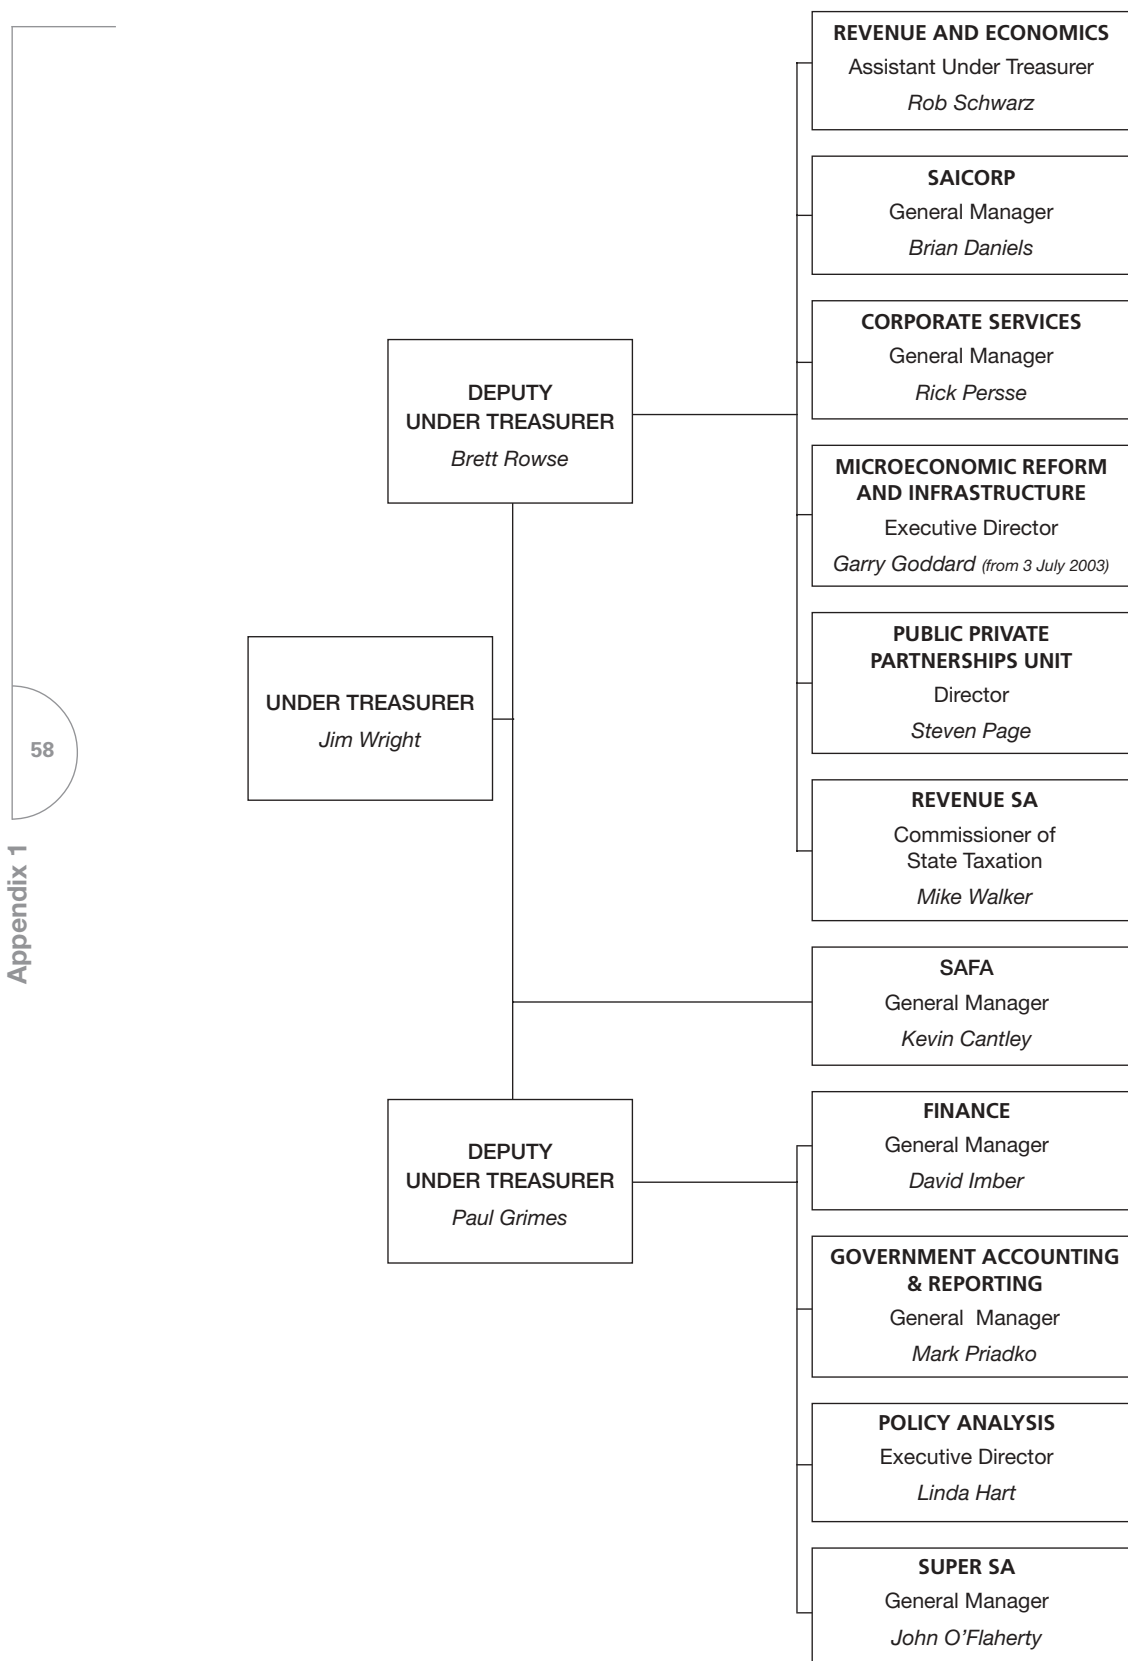 REVENUE AND ECONOMICS
Assistant Under Treasurer
Rob Schwarz
SAICORP
General Manager
Brian Daniels
CORPORATE SERVICES
General Manager
Rick Persse
DEPUTY
UNDER TREASURER
Brett Rowse
MICROECONOMIC REFORM
AND INFRASTRUCTURE
Executive Director
Garry Goddard (from 3 July 2003)
PUBLIC PRIVATE
PARTNERSHIPS UNIT
Director
Steven Page
UNDER TREASURER
Jim Wright
58
Appendix 1
REVENUE SA
Commissioner of
State Taxation
Mike Walker
SAFA
General Manager
Kevin Cantley
DEPUTY
UNDER TREASURER
Paul Grimes
FINANCE
General Manager
David Imber
GOVERNMENT ACCOUNTING
& REPORTING
General  Manager
Mark Priadko
POLICY ANALYSIS
Executive Director
Linda Hart
SUPER SA
General Manager
John O'Flaherty